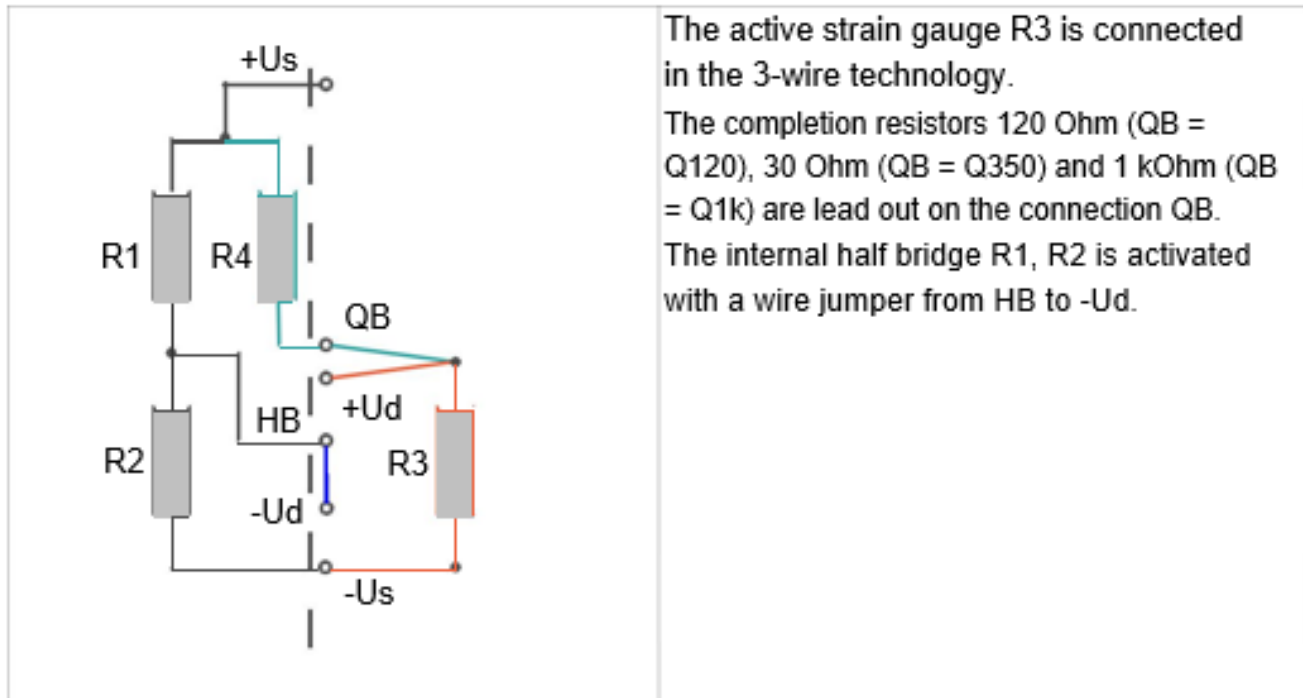 +Us
R1
R4
QB
+Ud
HB
R2
R3
-Ud
-Us
The active strain gauge R3 is connected
in the 3-wire technology.
The completion resistors 120 Ohm (QB =
Q120), 30 Ohm (QB = Q350) and 1 kOhm (QB
= Q1k) are lead out on the connection QB.
The internal half bridge R1, R2 is activated
with a wire jumper from HB to -Ud.